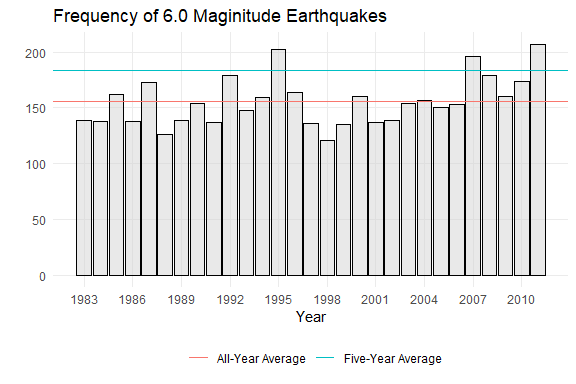 Frequency of 6.0 Maginitude Earthquakes
200
150
100
50
0
1983 1986 1989 1992 1995 1998 2001 2004 2007 2010
Year
All-Year Average Five-Year Average